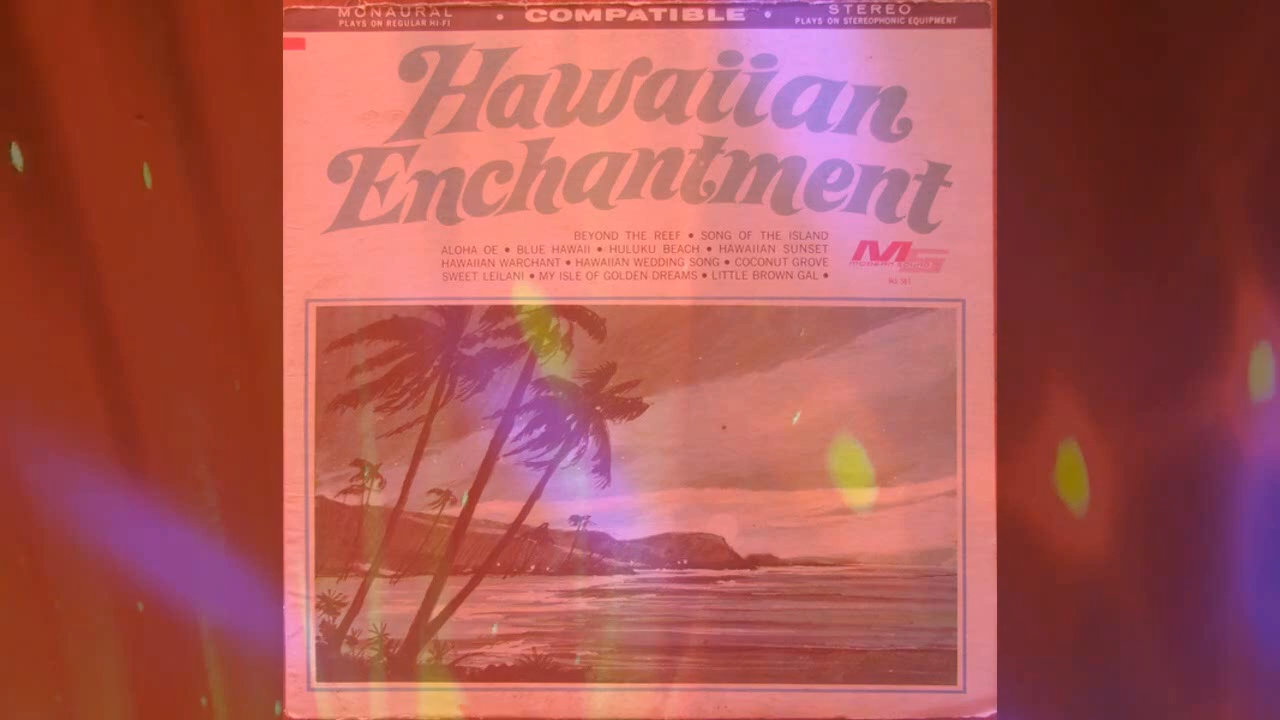 MONAURAL • COMPATIBLE • STEREO
PLAYS ON REGULAR HI-FI PLAYS ON STEREOPHONIC EQUIPMENT
Hawaiian
Enchantment
BEYOND THE REEF • SONG OF THE ISLAND
ALOHA OE • BLUE HAWAII • HULUKU BEACH • HAWAIIAN SUNSET
HAWAIIAN WARCHANT • HAWAIIAN WEDDING SONG • COCONUT GROVE
SWEET LEILANI • MY ISLE OF GOLDEN DREAMS • LITTLE BROWN GAL •
MS
MODERN SOUND